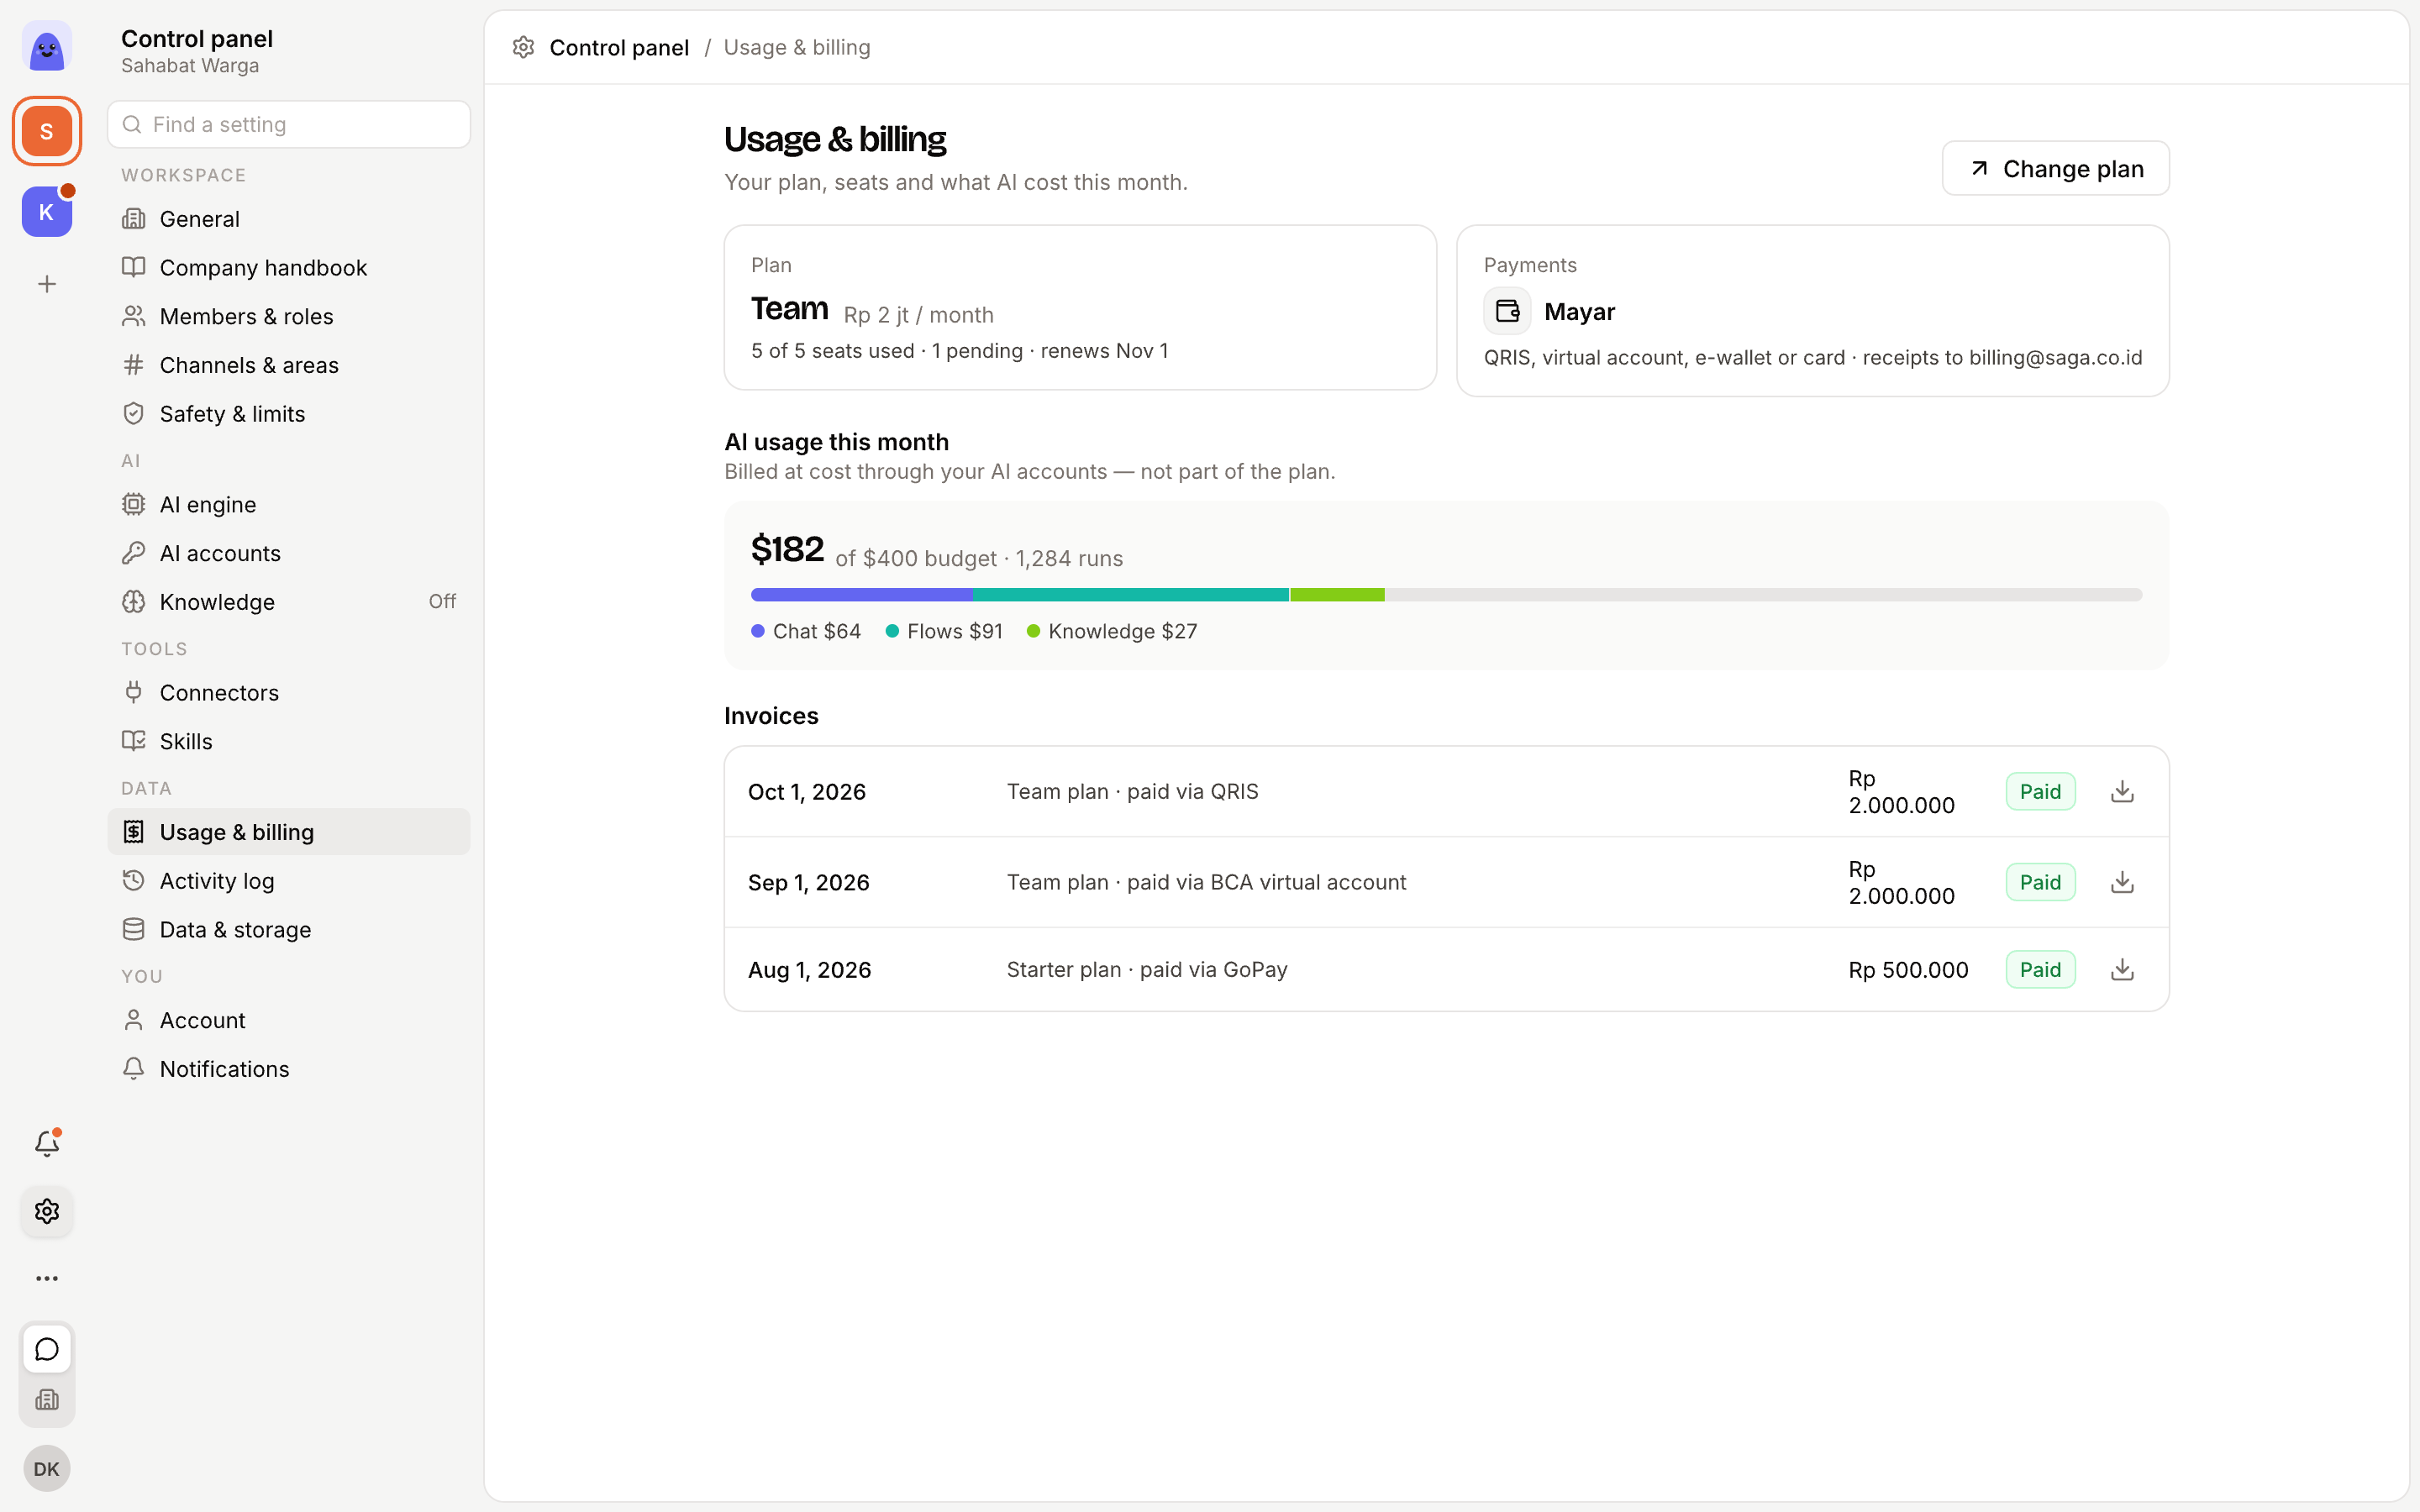 Control panel
Sahabat Warga
S
K
Find a setting
WORKSPACE
General
Company handbook
Members & roles
Channels & areas
Safety & limits
AI
AI engine
AI accounts
Knowledge Off
TOOLS
Connectors
Skills
DATA
Usage & billing
Activity log
Data & storage
YOU
Account
Notifications
DK
Control panel / Usage & billing
Usage & billing
Your plan, seats and what AI cost this month.
Change plan
Plan
Team Rp 2 jt / month
5 of 5 seats used · 1 pending · renews Nov 1
Payments
Mayar
QRIS, virtual account, e-wallet or card · receipts to billing@saga.co.id
AI usage this month
Billed at cost through your AI accounts — not part of the plan.
$182 of $400 budget · 1,284 runs
Chat $64 Flows $91 Knowledge $27
Invoices
Oct 1, 2026 Team plan · paid via QRIS Rp
2.000.000 Paid
Sep 1, 2026 Team plan · paid via BCA virtual account Rp
2.000.000 Paid
Aug 1, 2026 Starter plan · paid via GoPay Rp 500.000 Paid